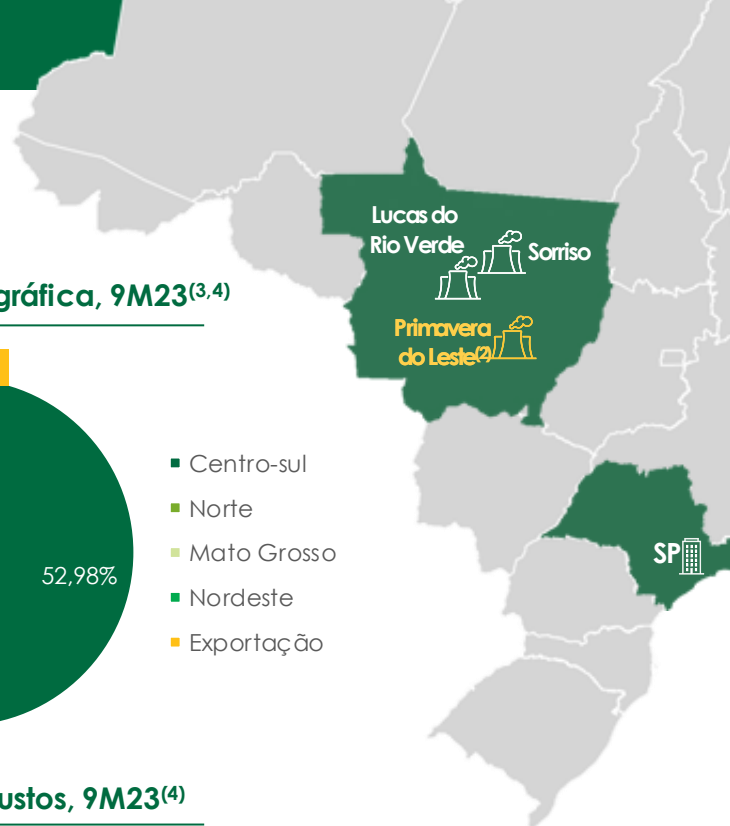 Lucas do
Rio Verde
Sorriso
Primavera
do Leste(2)
SP
gráfica, 9M23(3,4)
52,98%
Centro-sul
Norte
Mato Grosso
Nordeste
Exportação
ustos, 9M23(4)